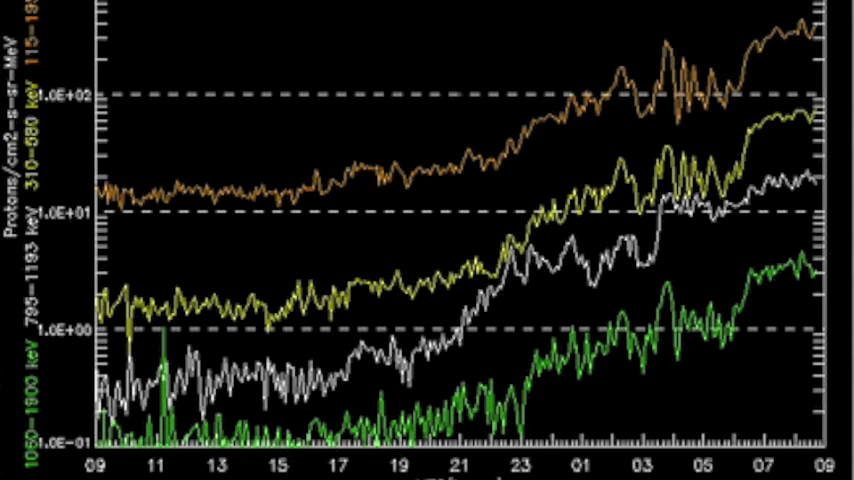 Protons/cm2-s-sr-MeV
1060-1900 keV 795-1193 keV 310-580 keV 115-195
1.0E+02
1.0E+01
1.0E+00
1.0E-01
09 11 13 15 17 19 21 23 01 03 05 07 09